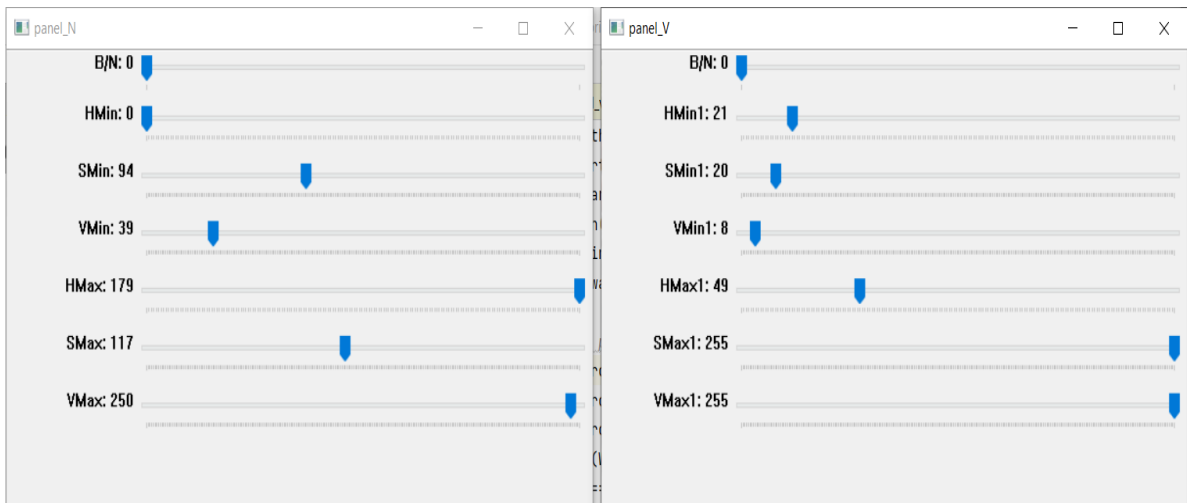 panel_N
B/N: 0
HMin: 0
SMin: 94
VMin: 39
HMax: 179
SMax: 117
VMax: 250
panel_V
B/N: 0
HMin1: 21
SMin1: 20
VMin1: 8
HMax1: 49
SMax1: 255
VMax1: 255